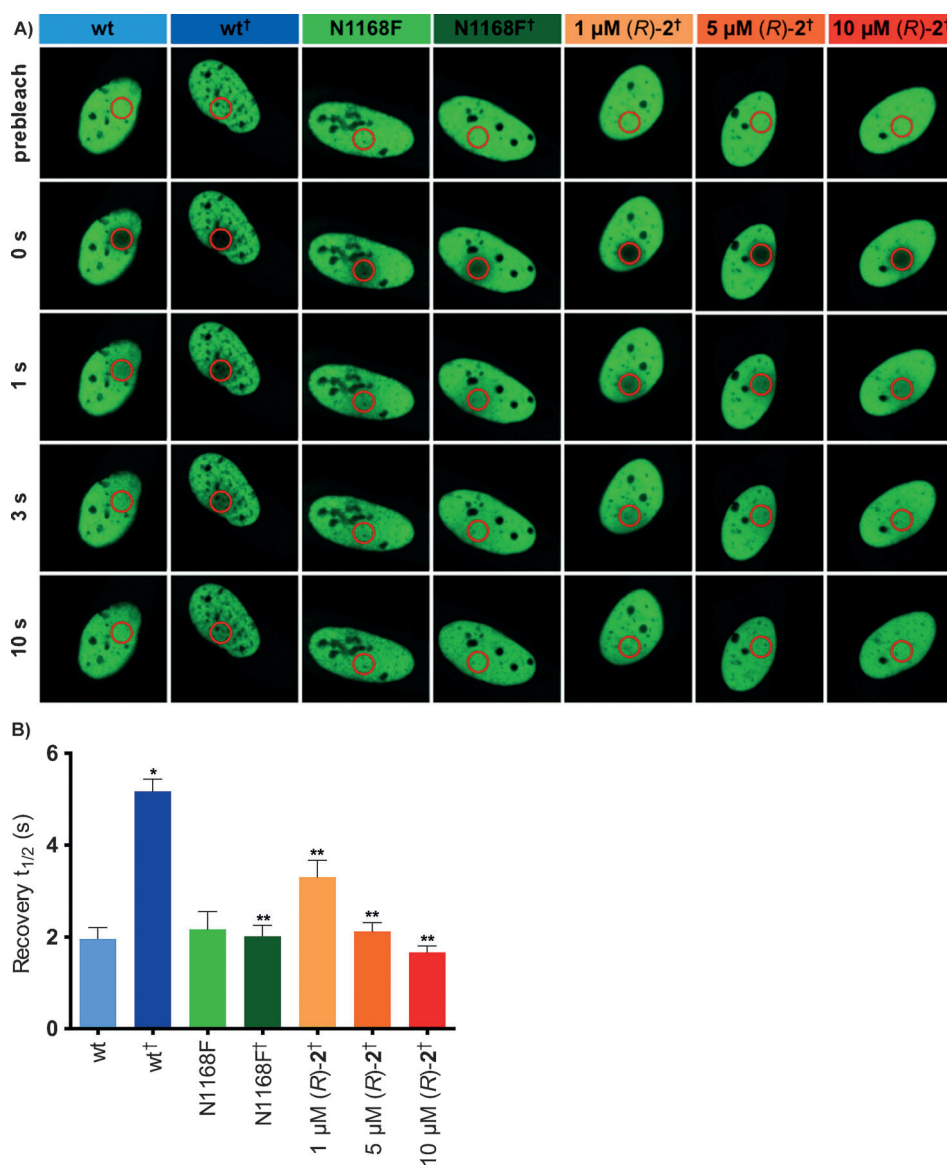 A)
wt wt† N1168F N1168F† 1 µM (R)-2† 5 µM (R)-2† 10 µM (R)-2†
prebleach
0 s
1 s
3 s
10 s
B)
Recovery t1/2 (s)
6
4
2
0
*
**
**
**
**
wt
wt†
N1168F
N1168F†
1 µM (R)-2†
5 µM (R)-2†
10 µM (R)-2†